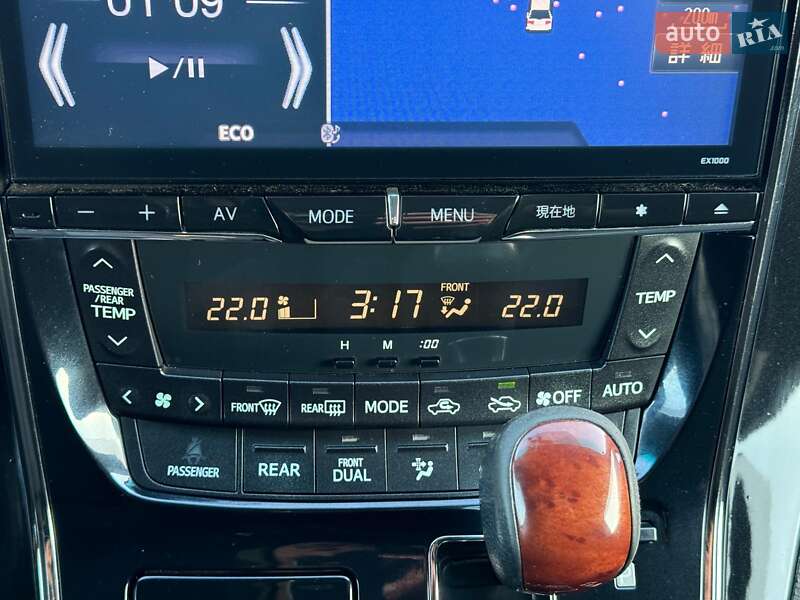 01 09
200m
詳細
auto RIA .com
ECO
EX1000
− + AV MODE MENU 現在地
PASSENGER
/REAR
TEMP
22.0 3:17 FRONT 22.0
TEMP
H M :00
FRONT REAR MODE OFF AUTO
PASSENGER REAR FRONT
DUAL